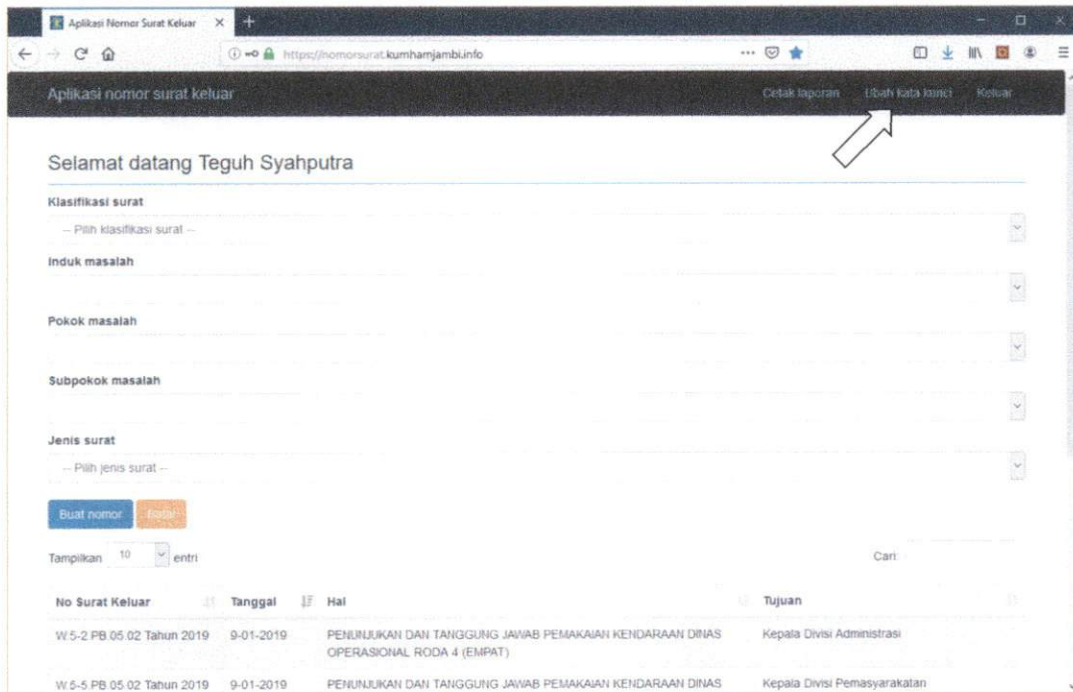 Aplikasi Nomor Surat Keluar
https://nomorsurat.kumhamjambi.info
Aplikasi nomor surat keluar
Cetak laporan Ubah kata kunci Keluar
Selamat datang Teguh Syahputra
Klasifikasi surat
-- Pilih klasifikasi surat --
Induk masalah
Pokok masalah
Subpokok masalah
Jenis surat
-- Pilih jenis surat --
Buat nomor Batal
Tampilkan 10 entri
Cari:
No Surat Keluar Tanggal Hal Tujuan
W.5-2.PB.05.02 Tahun 2019 9-01-2019 PENUNJUKAN DAN TANGGUNG JAWAB PEMAKAIAN KENDARAAN DINAS Kepala Divisi Administrasi
OPERASIONAL RODA 4 (EMPAT)
W.5-5.PB.05.02 Tahun 2019 9-01-2019 PENUNJUKAN DAN TANGGUNG JAWAB PEMAKAIAN KENDARAAN DINAS Kepala Divisi Pemasyarakatan